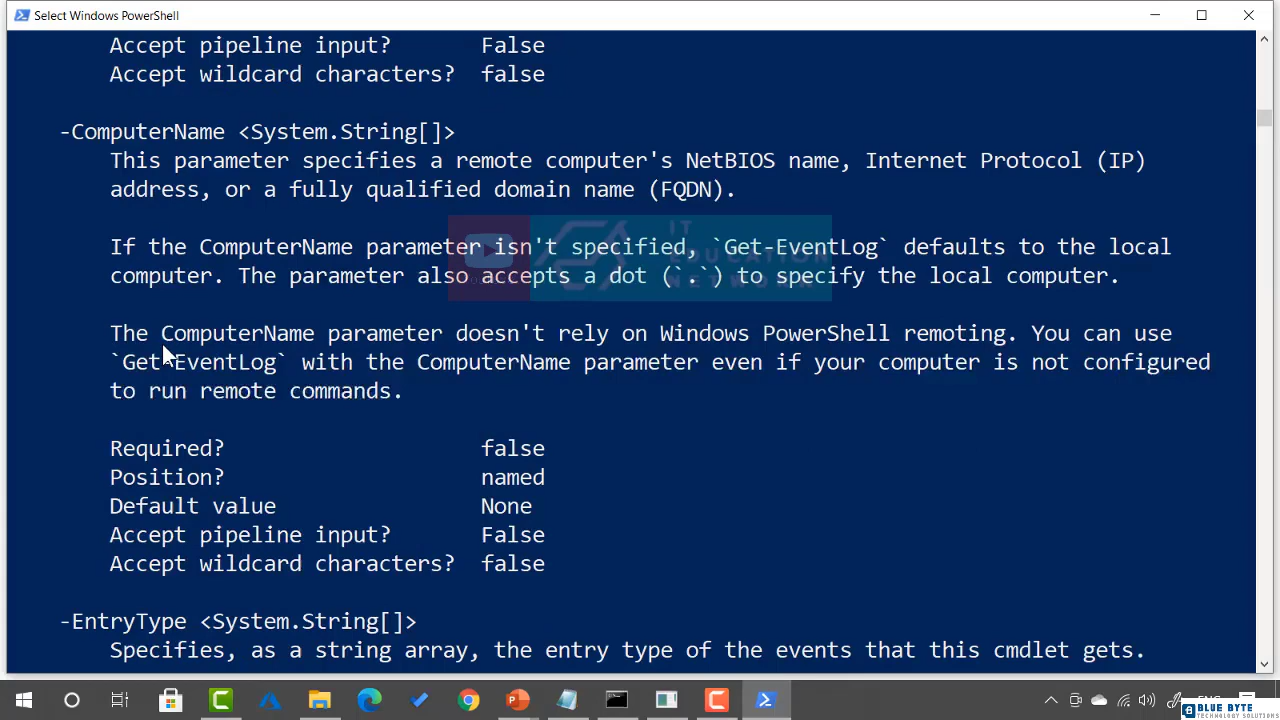 Select Windows PowerShell
Accept pipeline input? False
Accept wildcard characters? false
-ComputerName <System.String[]>
This parameter specifies a remote computer's NetBIOS name, Internet Protocol (IP)
address, or a fully qualified domain name (FQDN).
If the ComputerName parameter isn't specified, `Get-EventLog` defaults to the local
computer. The parameter also accepts a dot (`.`) to specify the local computer.
The ComputerName parameter doesn't rely on Windows PowerShell remoting. You can use
`Get-EventLog` with the ComputerName parameter even if your computer is not configured
to run remote commands.
Required? false
Position? named
Default value None
Accept pipeline input? False
Accept wildcard characters? false
-EntryType <System.String[]>
Specifies, as a string array, the entry type of the events that this cmdlet gets.
IT
EDUCATION
NETWORK
ENG
BLUE BYTE
TECHNOLOGY SOLUTIONS